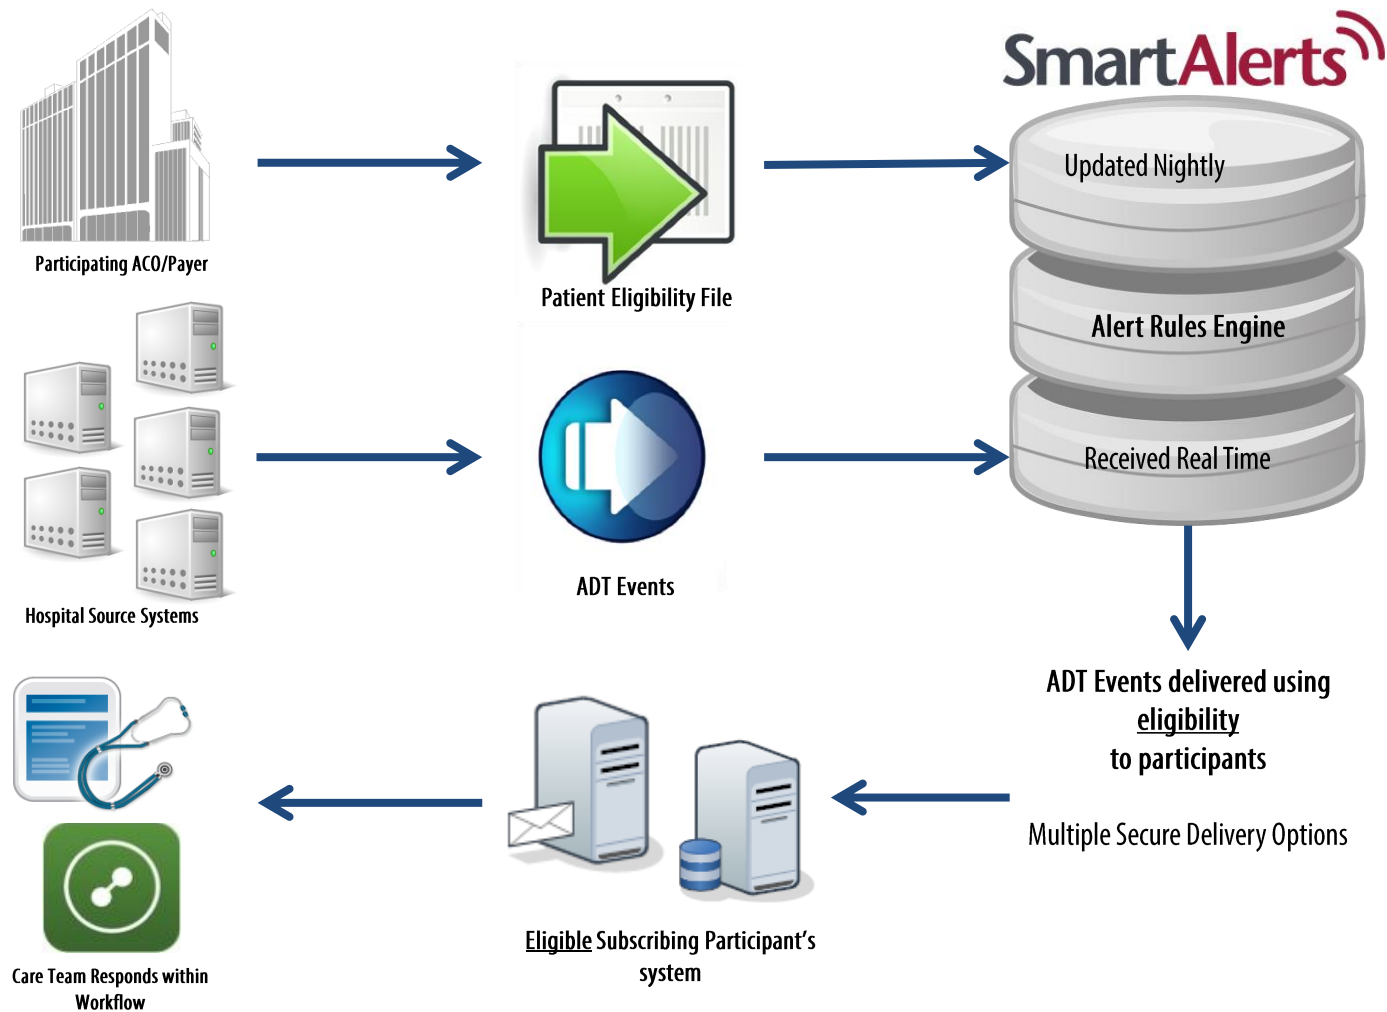 SmartAlerts
Updated Nightly
Participating ACO/Payer
Patient Eligibility File
Alert Rules Engine
Received Real Time
ADT Events
Hospital Source Systems
ADT Events delivered using
eligibility
to participants
Multiple Secure Delivery Options
Eligible Subscribing Participant's
system
Care Team Responds within
Workflow